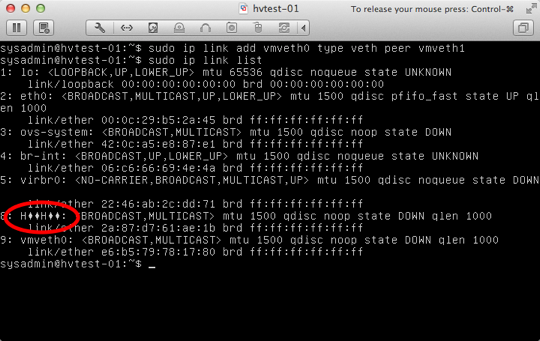 hvtest-01
To release your mouse press: Control-⌘
sysadmin@hvtest-01:~$ sudo ip link add vmveth0 type veth peer vmveth1
sysadmin@hvtest-01:~$ sudo ip link list
1: lo: <LOOPBACK,UP,LOWER_UP> mtu 65536 qdisc noqueue state UNKNOWN
link/loopback 00:00:00:00:00:00 brd 00:00:00:00:00:00
2: eth0: <BROADCAST,MULTICAST,UP,LOWER_UP> mtu 1500 qdisc pfifo_fast state UP ql
en 1000
link/ether 00:0c:29:b5:2a:45 brd ff:ff:ff:ff:ff:ff
3: ovs-system: <BROADCAST,MULTICAST> mtu 1500 qdisc noop state DOWN
link/ether 42:0c:a5:e8:87:e1 brd ff:ff:ff:ff:ff:ff
4: br-int: <BROADCAST,UP,LOWER_UP> mtu 1500 qdisc noqueue state UNKNOWN
link/ether 06:c6:66:69:4e:4a brd ff:ff:ff:ff:ff:ff
5: virbr0: <NO-CARRIER,BROADCAST,MULTICAST,UP> mtu 1500 qdisc noqueue state DOWN
link/ether 22:46:ab:2c:dd:71 brd ff:ff:ff:ff:ff:ff
8: H♦♦H♦♦: <BROADCAST,MULTICAST> mtu 1500 qdisc noop state DOWN qlen 1000
link/ether 2a:87:d7:61:ae:1b brd ff:ff:ff:ff:ff:ff
9: vmveth0: <BROADCAST,MULTICAST> mtu 1500 qdisc noop state DOWN qlen 1000
link/ether e6:b5:79:78:17:80 brd ff:ff:ff:ff:ff:ff
sysadmin@hvtest-01:~$ _